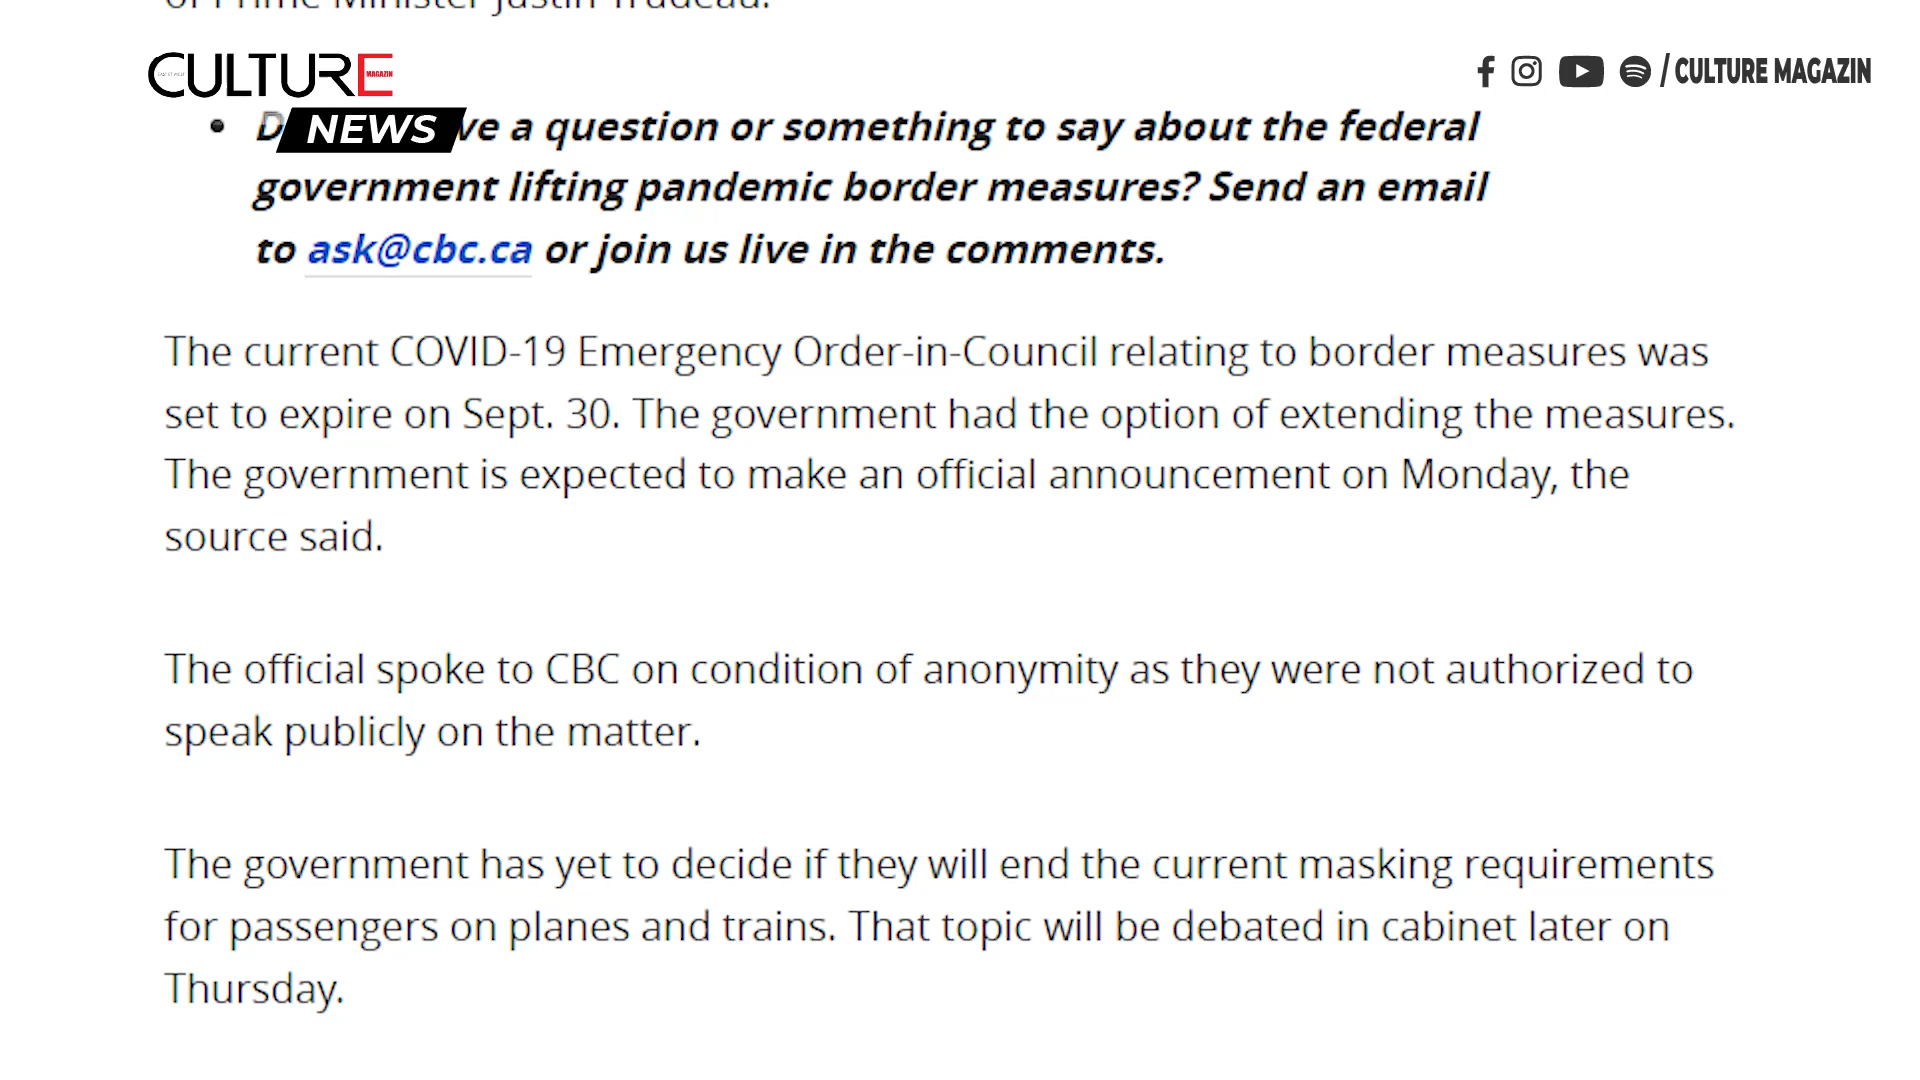 of Prime Minister Justin Trudeau.
CULTURE
MAGAZIN
NEWS
/ CULTURE MAGAZIN
ve a question or something to say about the federal
government lifting pandemic border measures? Send an email
to ask@cbc.ca or join us live in the comments.
The current COVID-19 Emergency Order-in-Council relating to border measures was
set to expire on Sept. 30. The government had the option of extending the measures.
The government is expected to make an official announcement on Monday, the
source said.
The official spoke to CBC on condition of anonymity as they were not authorized to
speak publicly on the matter.
The government has yet to decide if they will end the current masking requirements
for passengers on planes and trains. That topic will be debated in cabinet later on
Thursday.